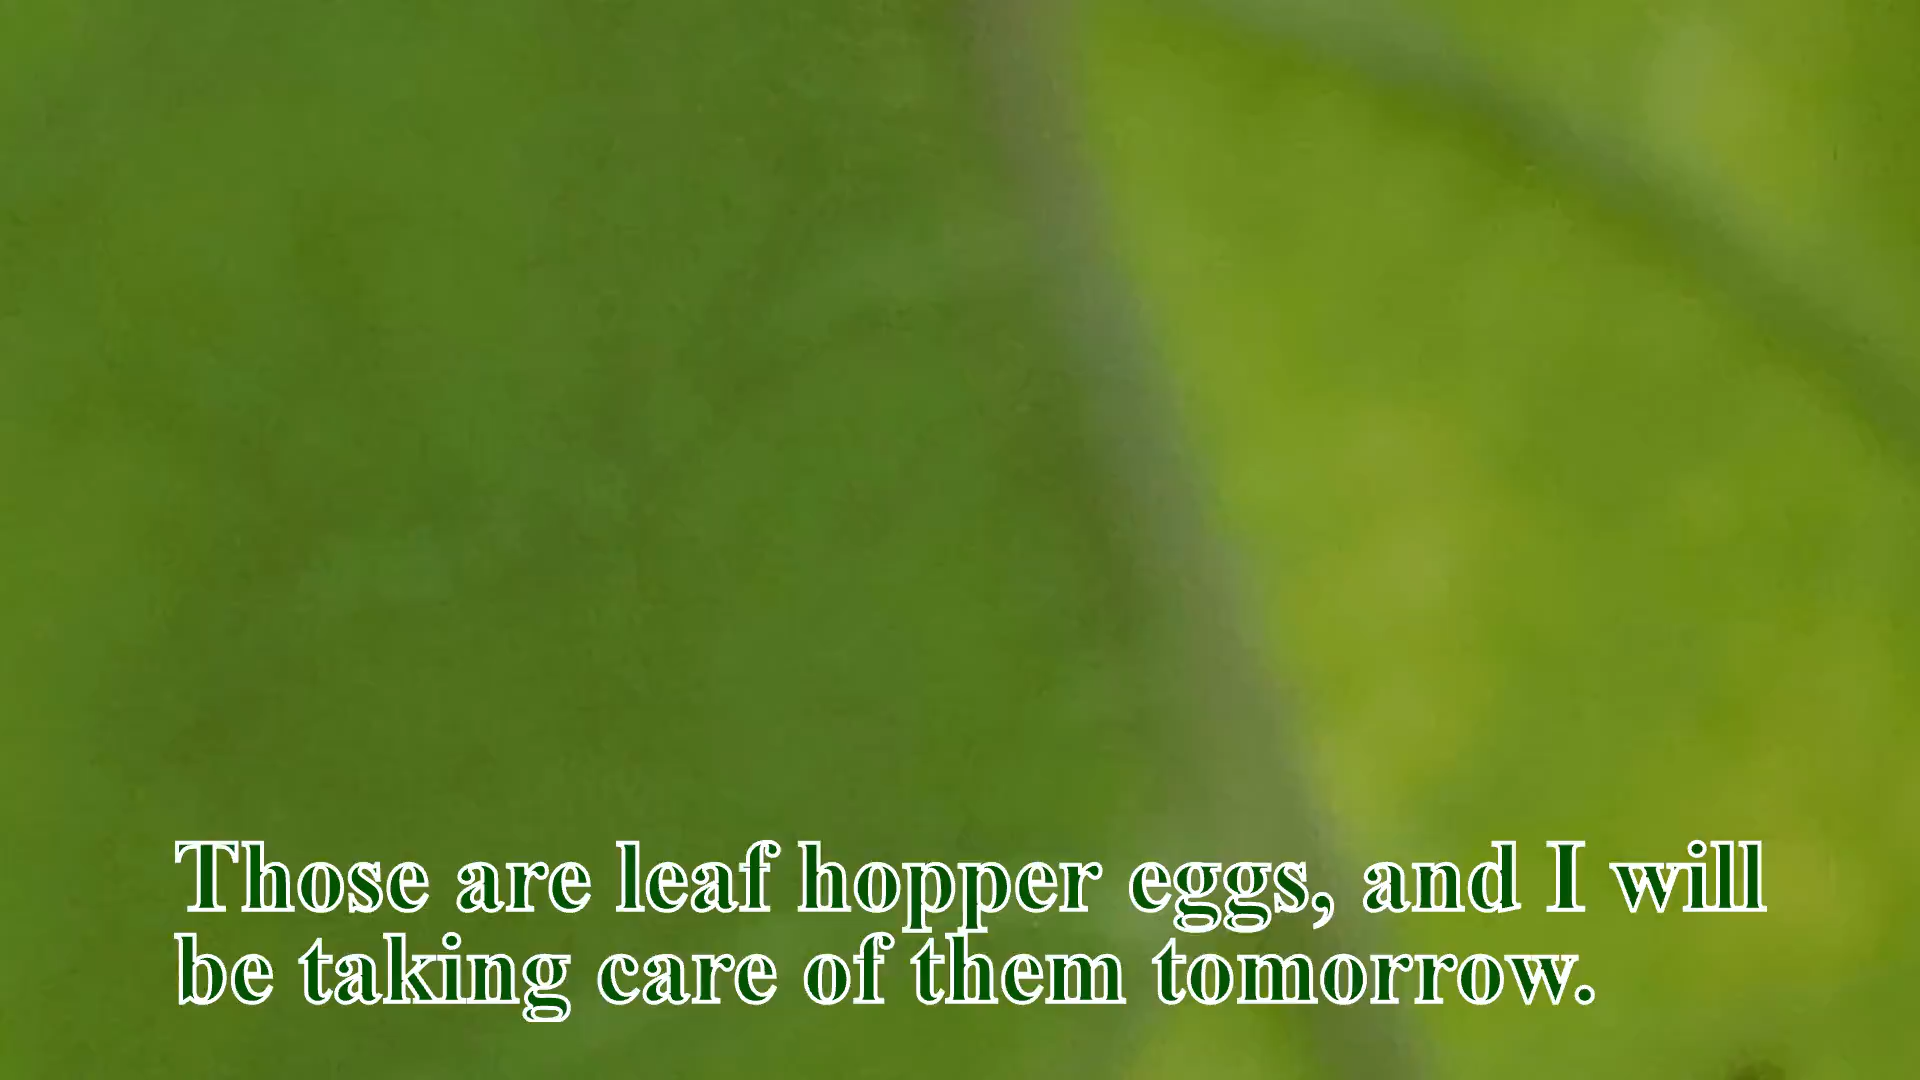 Those are leaf hopper eggs, and I will
be taking care of them tomorrow.